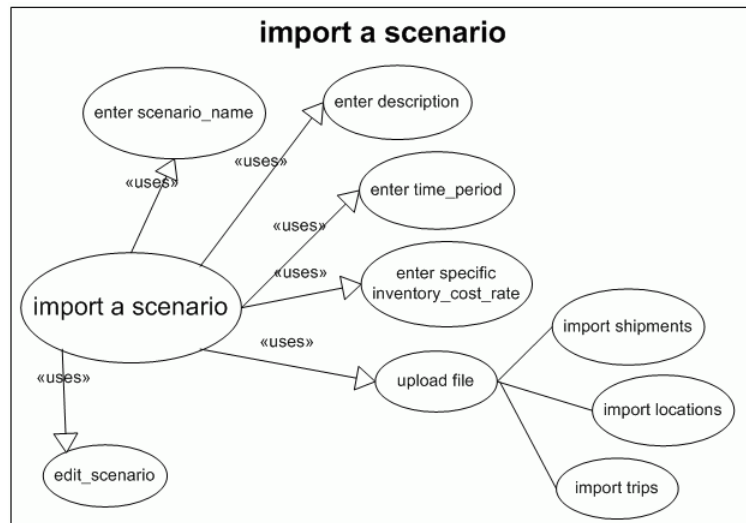 import a scenario
enter scenario_name
enter description
«uses»
«uses»
enter time_period
«uses»
enter specific
inventory_cost_rate
«uses»
import a scenario
import shipments
«uses»
upload file
«uses»
import locations
edit_scenario
import trips